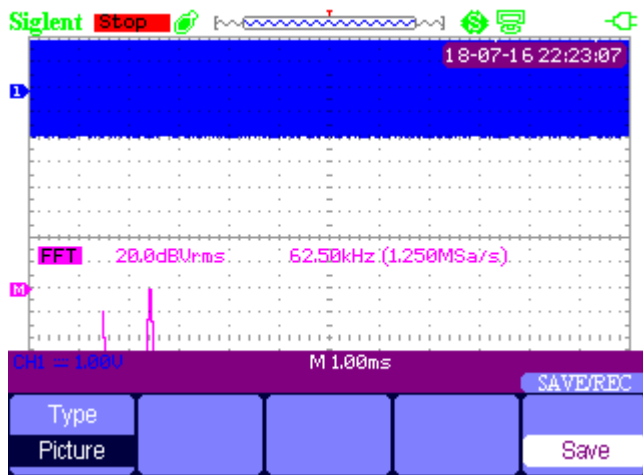 Siglent Stop
18-07-16 22:23:07
1
FFT 20.0dBVrms 62.50kHz (1.250MSa/s)
M
CH1 1.00V M 1.00ms
SAVE/REC
Type
Picture Save